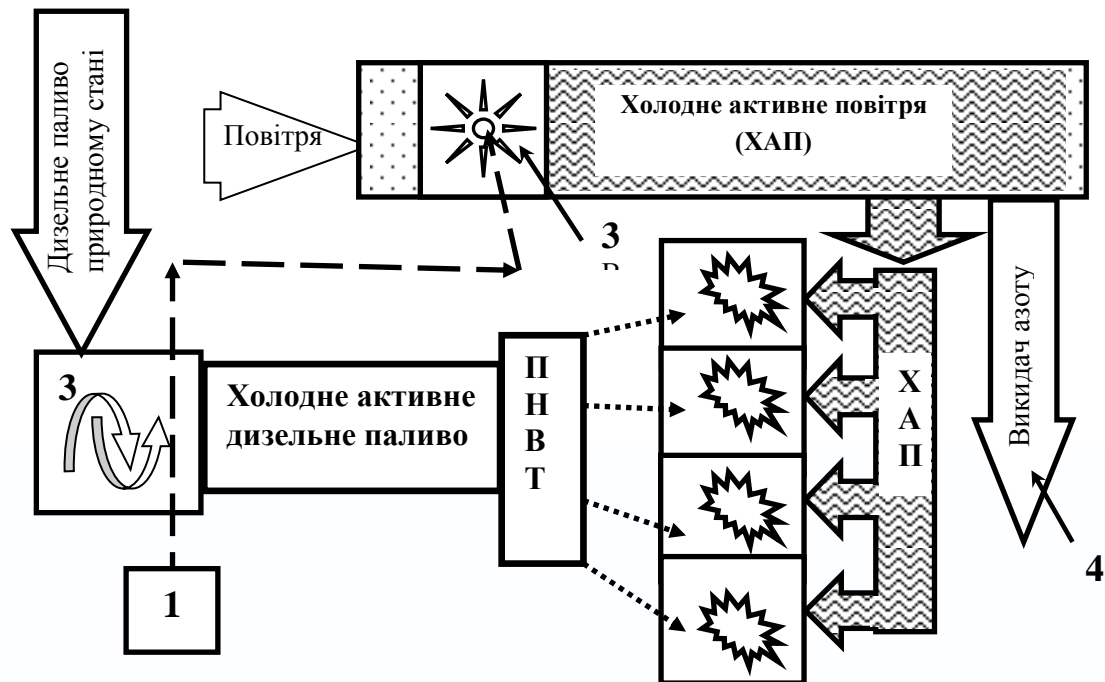 Дизельне паливо
природному стані
Повітря
Холодне активне повітря
(ХАП)
3
3
Холодне активне
дизельне паливо
П
Н
В
Т
Х
А
П
Викидач азоту
4
1